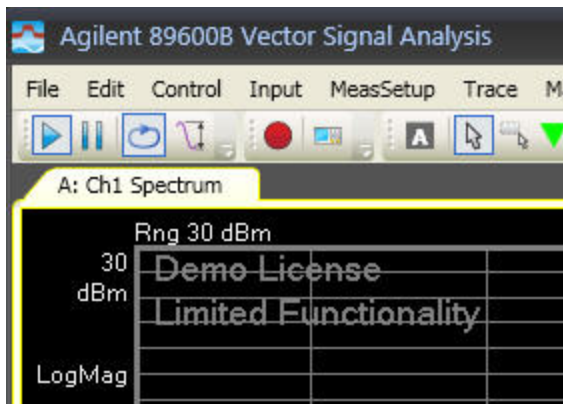 Agilent 89600B Vector Signal Analysis
File Edit Control Input MeasSetup Trace
A
A: Ch1 Spectrum
Rng 30 dBm
30
dBm
Demo License
Limited Functionality
LogMag